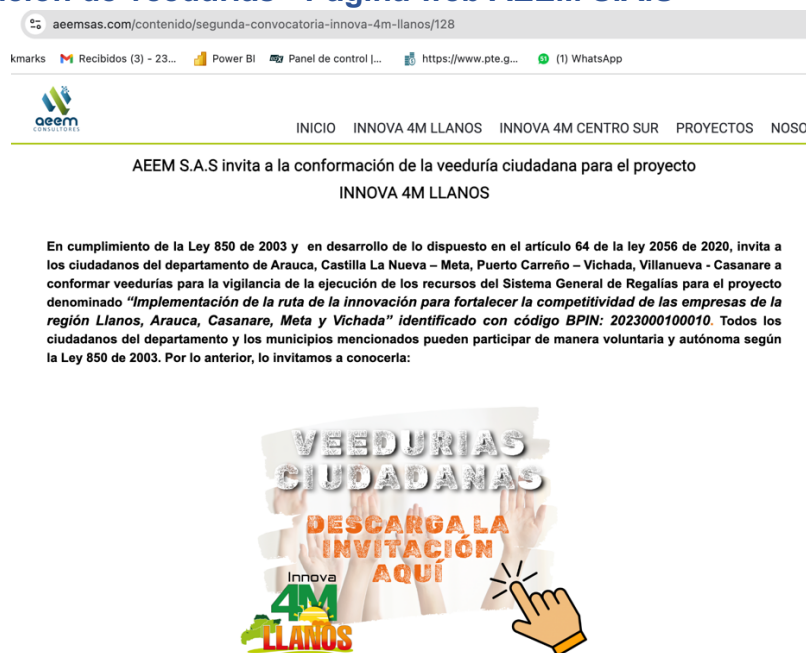 aeemsas.com/contenido/segunda-convocatoria-innova-4m-llanos/128
kmarks Recibidos (3) - 23... Power BI Panel de control |... https://www.pte.g... (1) WhatsApp
aeem
CONSULTORES
INICIO INNOVA 4M LLANOS INNOVA 4M CENTRO SUR PROYECTOS NOSO
AEEM S.A.S invita a la conformación de la veeduría ciudadana para el proyecto
INNOVA 4M LLANOS
En cumplimiento de la Ley 850 de 2003 y en desarrollo de lo dispuesto en el artículo 64 de la ley 2056 de 2020, invita a
los ciudadanos del departamento de Arauca, Castilla La Nueva – Meta, Puerto Carreño – Vichada, Villanueva - Casanare a
conformar veedurías para la vigilancia de la ejecución de los recursos del Sistema General de Regalías para el proyecto
denominado “Implementación de la ruta de la innovación para fortalecer la competitividad de las empresas de la
región Llanos, Arauca, Casanare, Meta y Vichada” identificado con código BPIN: 2023000100010. Todos los
ciudadanos del departamento y los municipios mencionados pueden participar de manera voluntaria y autónoma según
la Ley 850 de 2003. Por lo anterior, lo invitamos a conocerla:
VEEDURIAS
CIUDADANAS
DESCARGA LA
INVITACIÓN
AQUÍ
Innova
4M
LLANOS